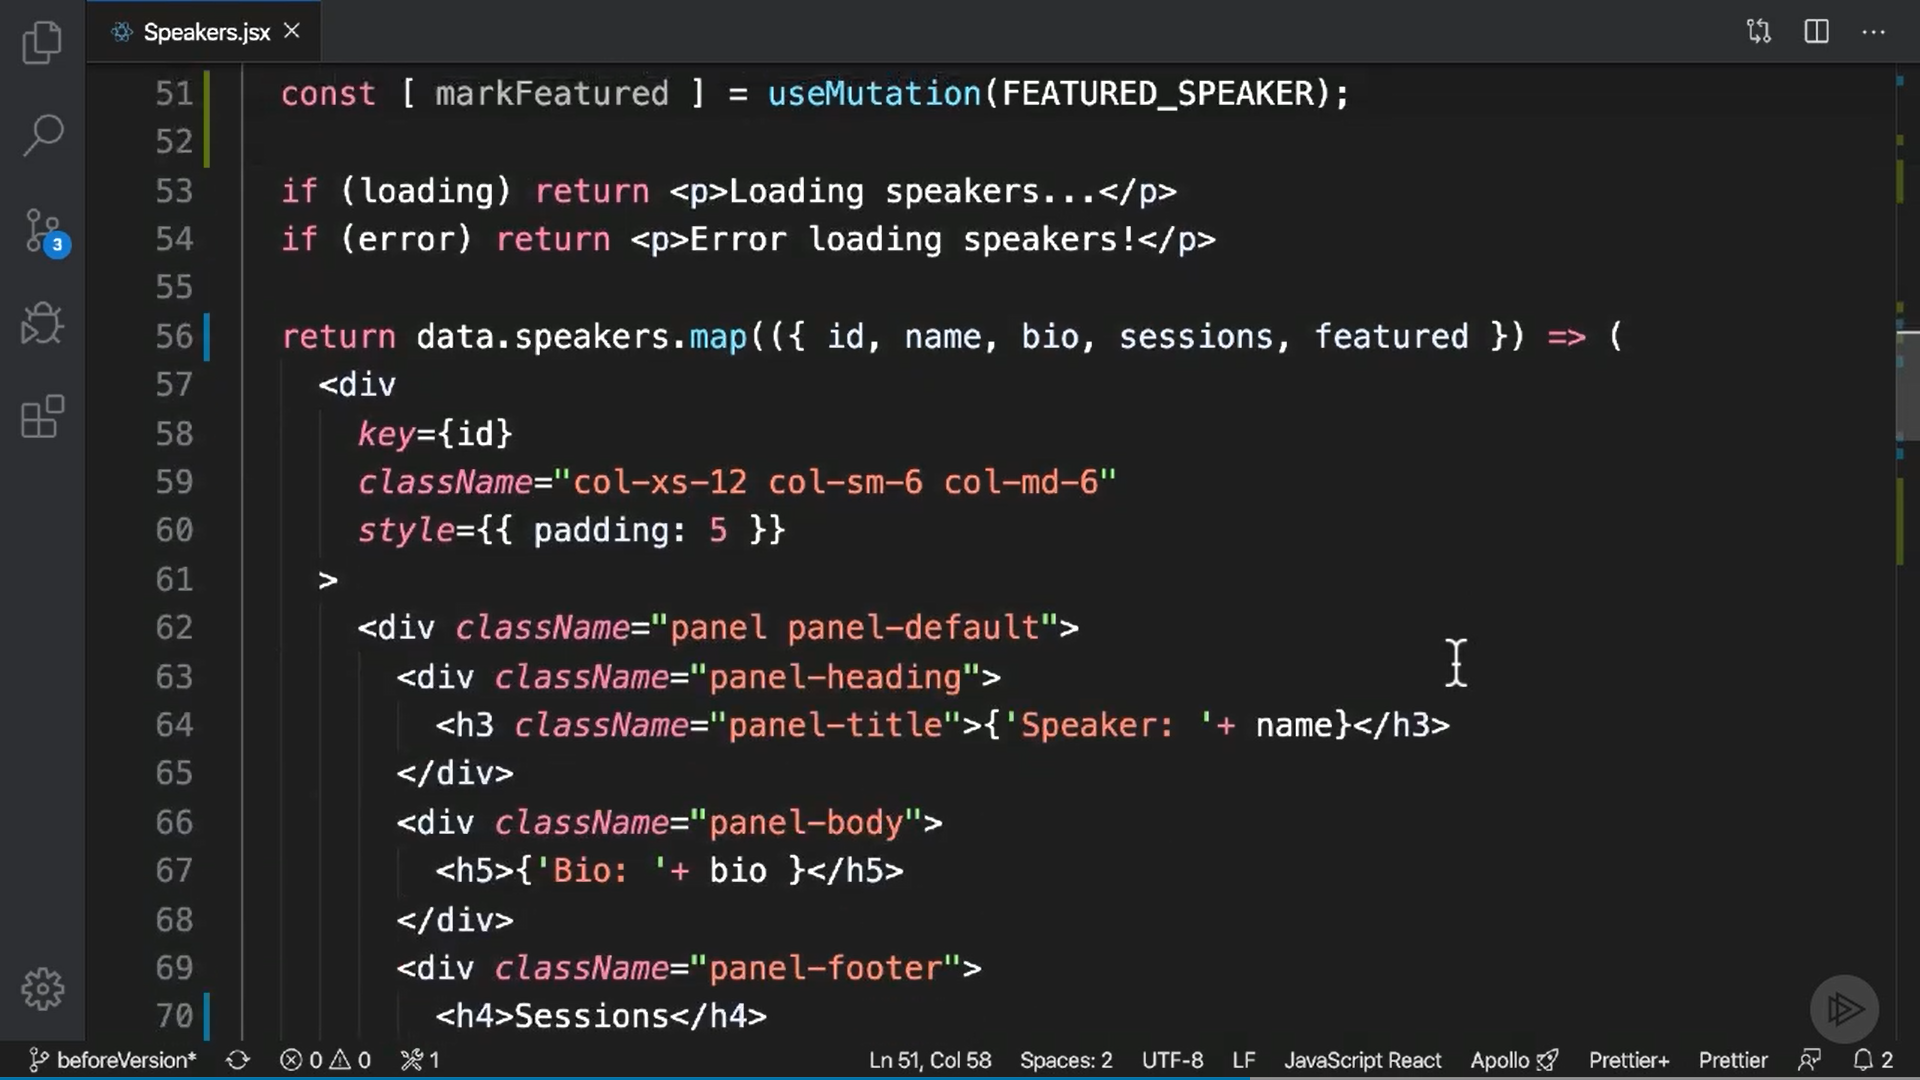 Speakers.jsx
51 const [ markFeatured ] = useMutation(FEATURED_SPEAKER);
52
53 if (loading) return <p>Loading speakers...</p>
54 if (error) return <p>Error loading speakers!</p>
55
56 return data.speakers.map(({ id, name, bio, sessions, featured }) => (
57 <div
58 key={id}
59 className="col-xs-12 col-sm-6 col-md-6"
60 style={{ padding: 5 }}
61 >
62 <div className="panel panel-default">
63 <div className="panel-heading">
64 <h3 className="panel-title">{'Speaker: '+ name}</h3>
65 </div>
66 <div className="panel-body">
67 <h5>{'Bio: '+ bio }</h5>
68 </div>
69 <div className="panel-footer">
70 <h4>Sessions</h4>
3
beforeVersion* 0 0 1 Ln 51, Col 58 Spaces: 2 UTF-8 LF JavaScript React Apollo Prettier+ Prettier 2